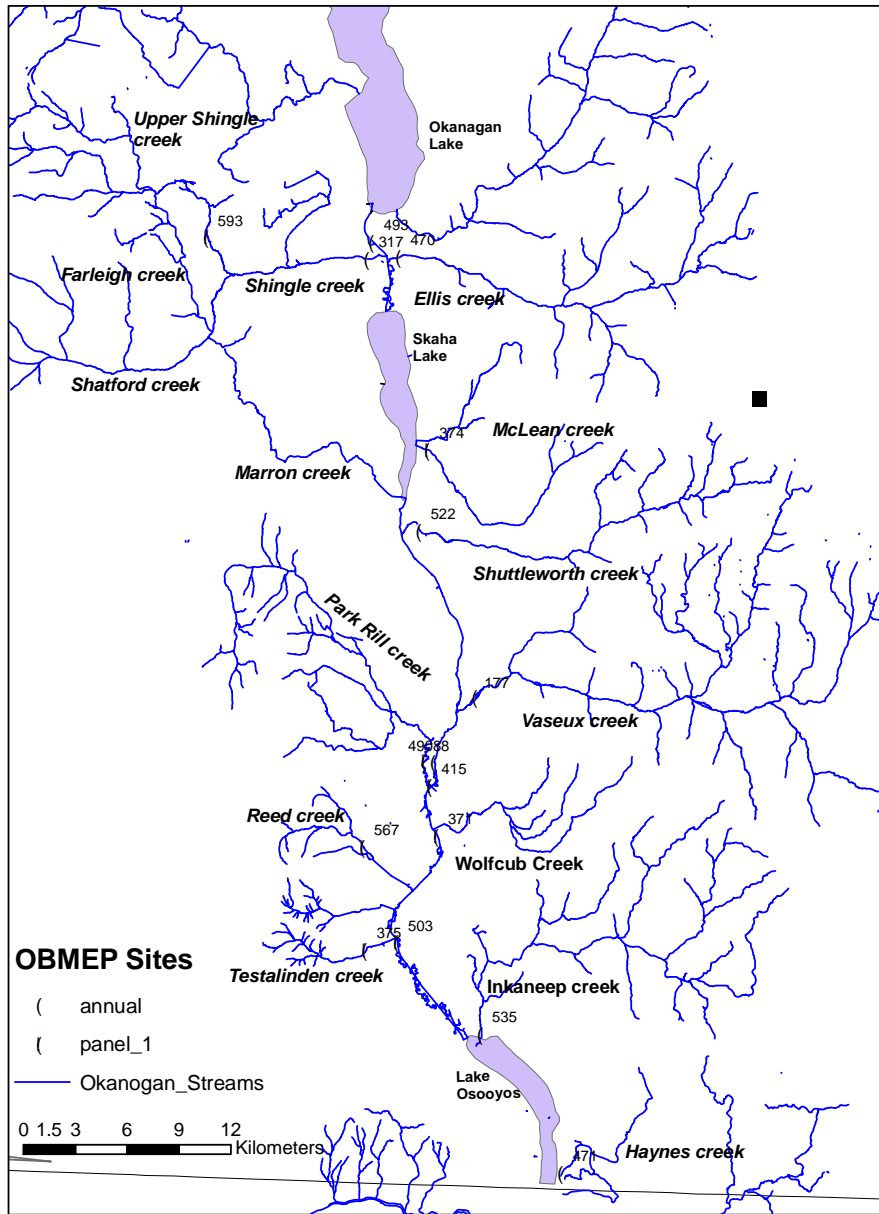 Upper Shingle
creek
Okanagan
Lake
593
493
317
470
Farleigh creek
Shingle creek
Ellis creek
Skaha
Lake
Shatford creek
374
McLean creek
Marron creek
522
Shuttleworth creek
Park Rill creek
177
Vaseux creek
415
371
Reed creek
567
Wolfcub Creek
503
375
OBMEP Sites
Testalinden creek
Inkaneep creek
annual
535
panel_1
Okanogan_Streams
Lake
Osooyos
0 1.5 3 6 9 12
Kilometers
471
Haynes creek